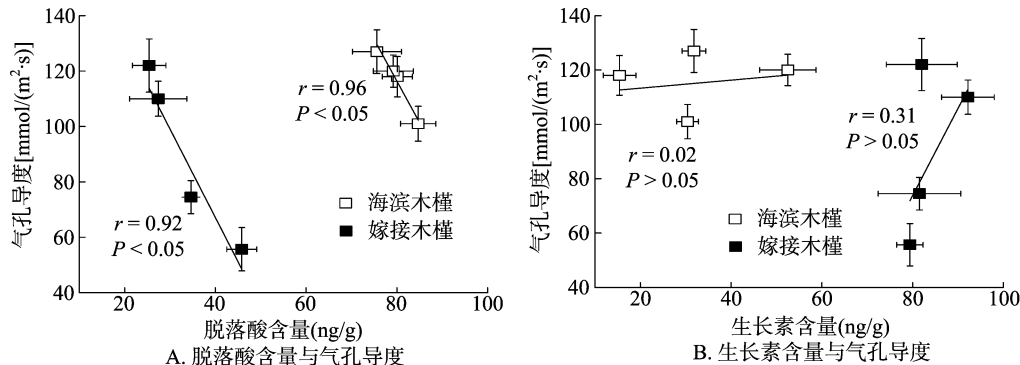 气孔导度[mmol/(m²·s)]
140
120
100
80
60
40
r = 0.96
P < 0.05
r = 0.92
P < 0.05
海滨木槿
嫁接木槿
20
40
60
80
100
脱落酸含量(ng/g)
A. 脱落酸含量与气孔导度
气孔导度[mmol/(m²·s)]
140
120
100
80
60
40
r = 0.02
P > 0.05
r = 0.31
P > 0.05
海滨木槿
嫁接木槿
20
40
60
80
100
生长素含量(ng/g)
B. 生长素含量与气孔导度